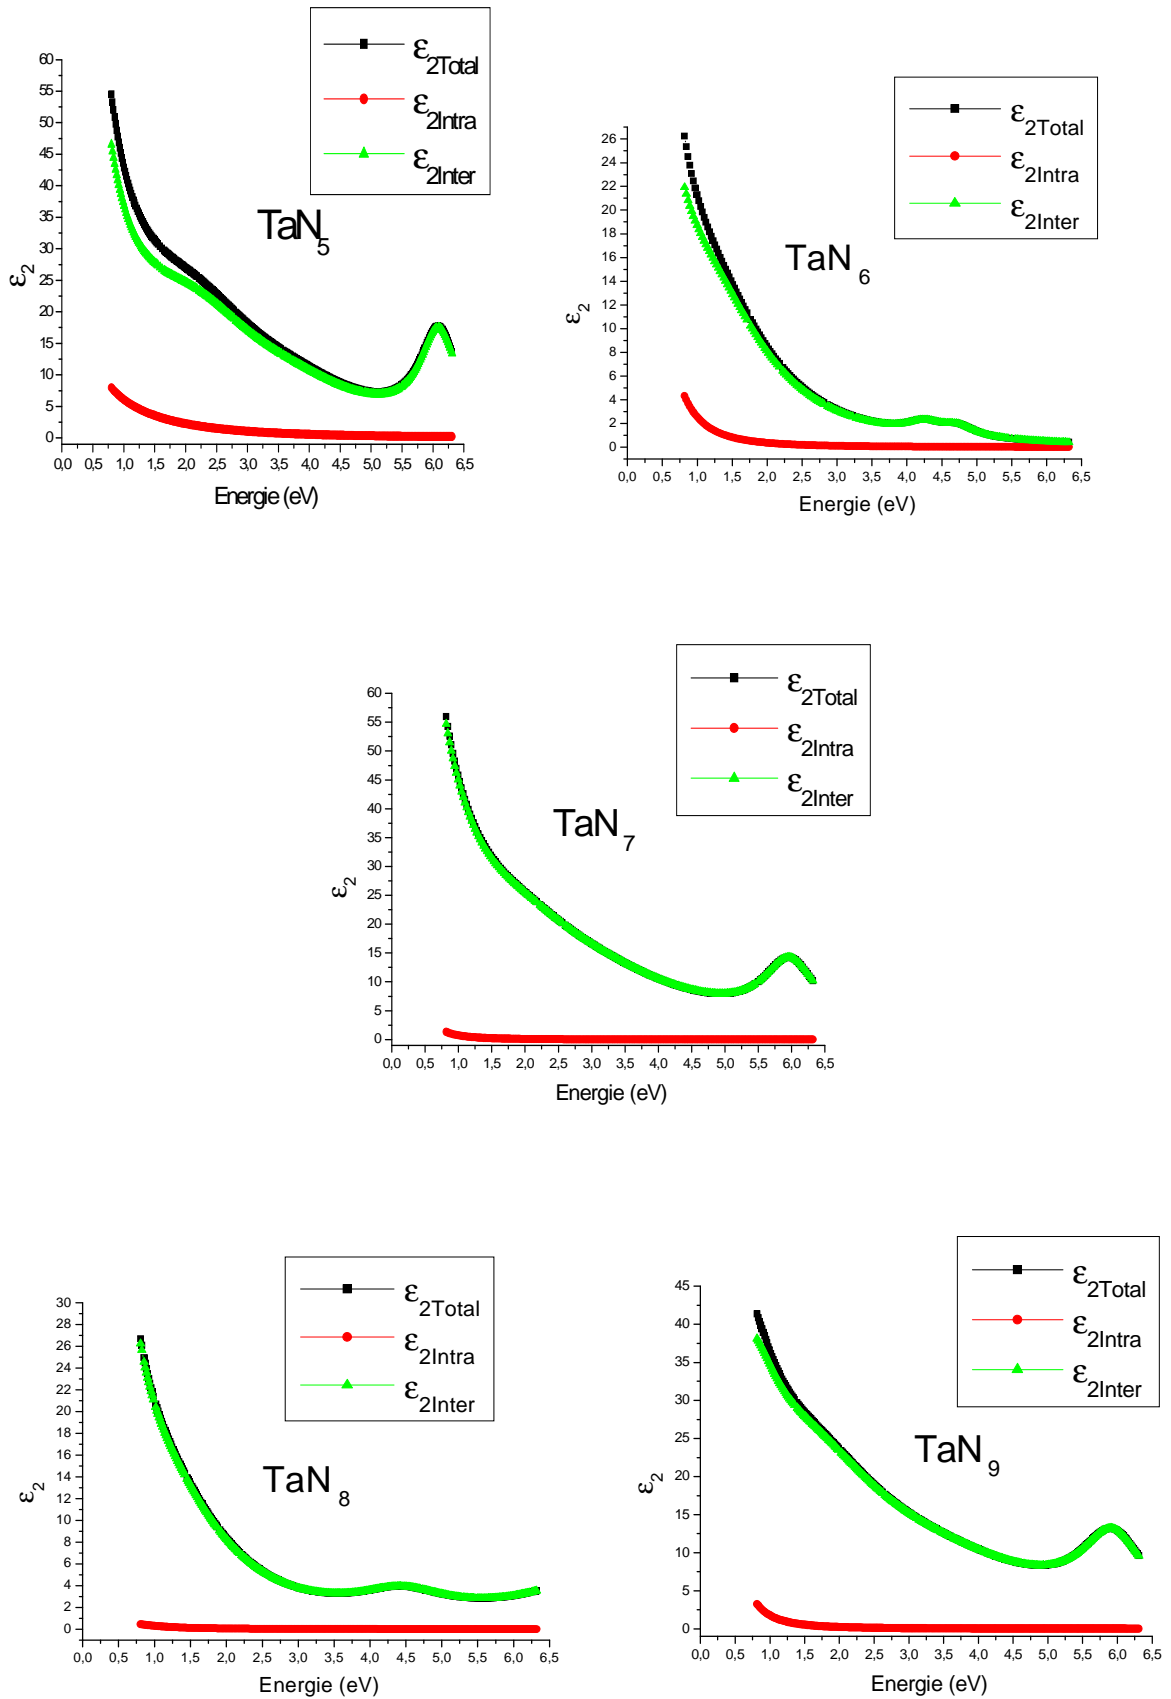 ε2Total
ε2Intra
ε2Inter
60
55
50
45
40
35
30
25
20
15
10
5
0
ε2
TaN5
0,0 0,5 1,0 1,5 2,0 2,5 3,0 3,5 4,0 4,5 5,0 5,5 6,0 6,5
Energie (eV)
ε2Total
ε2Intra
ε2Inter
26
24
22
20
18
16
14
12
10
8
6
4
2
0
ε2
TaN6
0,0 0,5 1,0 1,5 2,0 2,5 3,0 3,5 4,0 4,5 5,0 5,5 6,0 6,5
Energie (eV)
ε2Total
ε2Intra
ε2Inter
60
55
50
45
40
35
30
25
20
15
10
5
0
ε2
TaN7
0,0 0,5 1,0 1,5 2,0 2,5 3,0 3,5 4,0 4,5 5,0 5,5 6,0 6,5
Energie (eV)
ε2Total
ε2Intra
ε2Inter
30
28
26
24
22
20
18
16
14
12
10
8
6
4
2
0
ε2
TaN8
0,0 0,5 1,0 1,5 2,0 2,5 3,0 3,5 4,0 4,5 5,0 5,5 6,0 6,5
Energie (eV)
ε2Total
ε2Intra
ε2Inter
45
40
35
30
25
20
15
10
5
0
ε2
TaN9
0,0 0,5 1,0 1,5 2,0 2,5 3,0 3,5 4,0 4,5 5,0 5,5 6,0 6,5
Energie (eV)